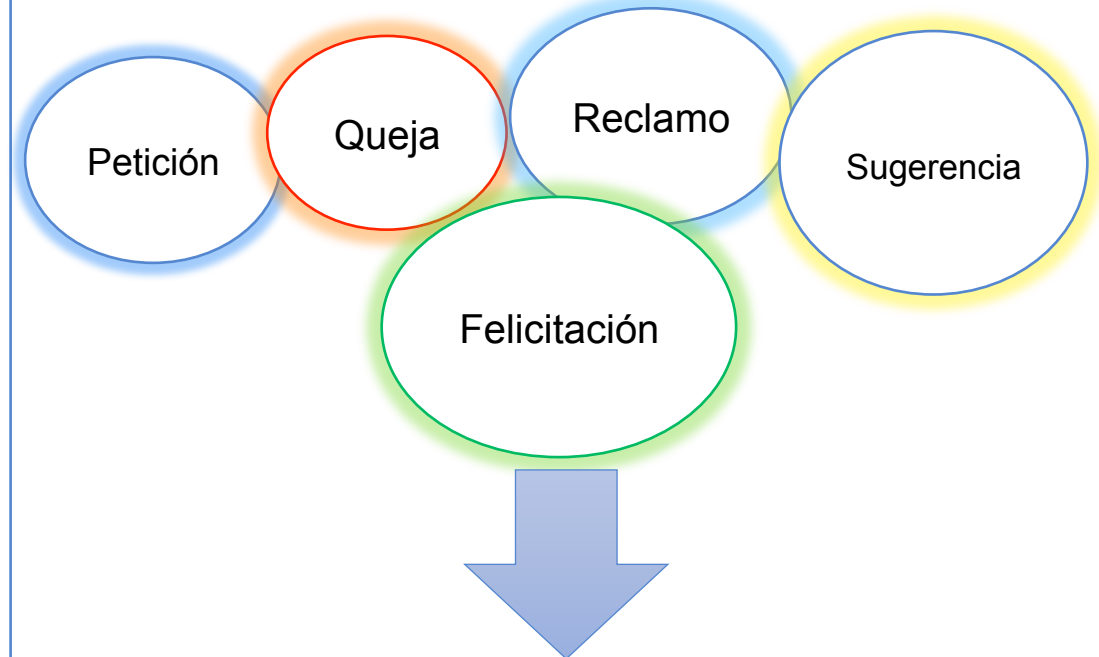 Petición
Queja
Reclamo
Sugerencia
Felicitación